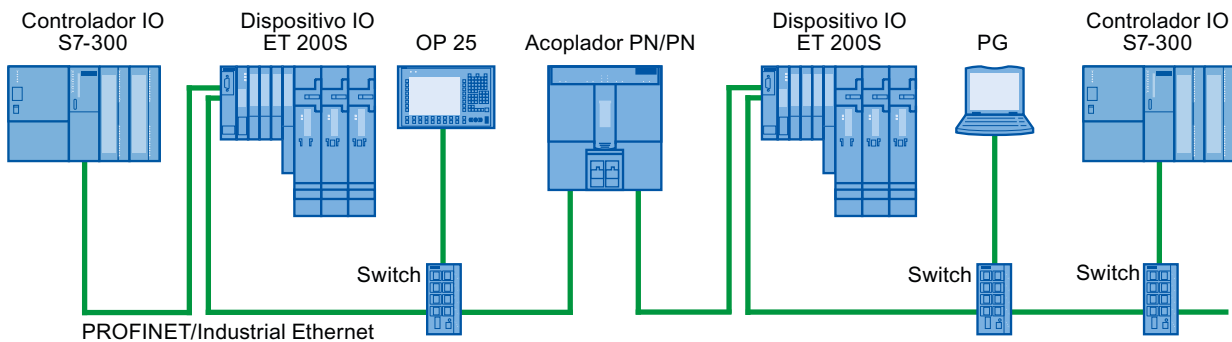 Controlador IO
S7-300
Dispositivo IO
ET 200S
OP 25
Acoplador PN/PN
Dispositivo IO
ET 200S
PG
Controlador IO
S7-300
Switch
Switch
Switch
PROFINET/Industrial Ethernet